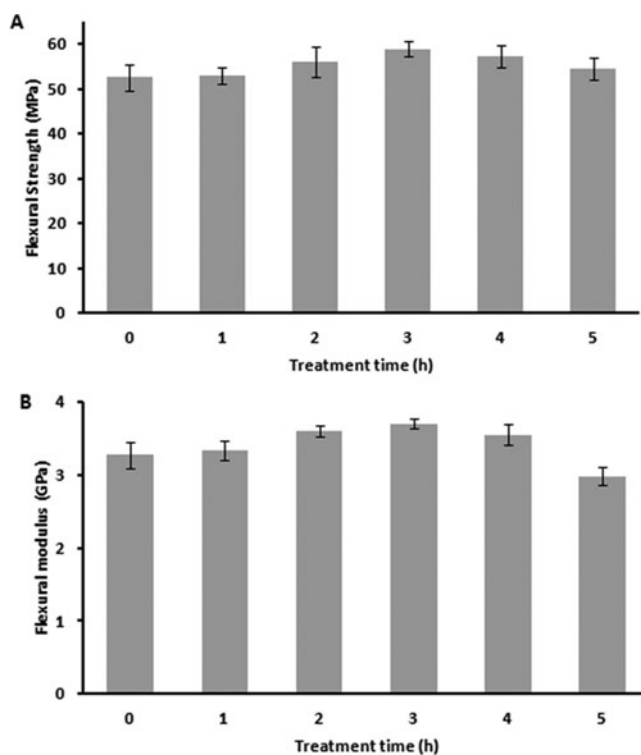 A
60
50
40
30
20
10
0
Flexural Strength (MPa)
0 1 2 3 4 5
Treatment time (h)
B
4
3
2
1
0
Flexural modulus (GPa)
0 1 2 3 4 5
Treatment time (h)